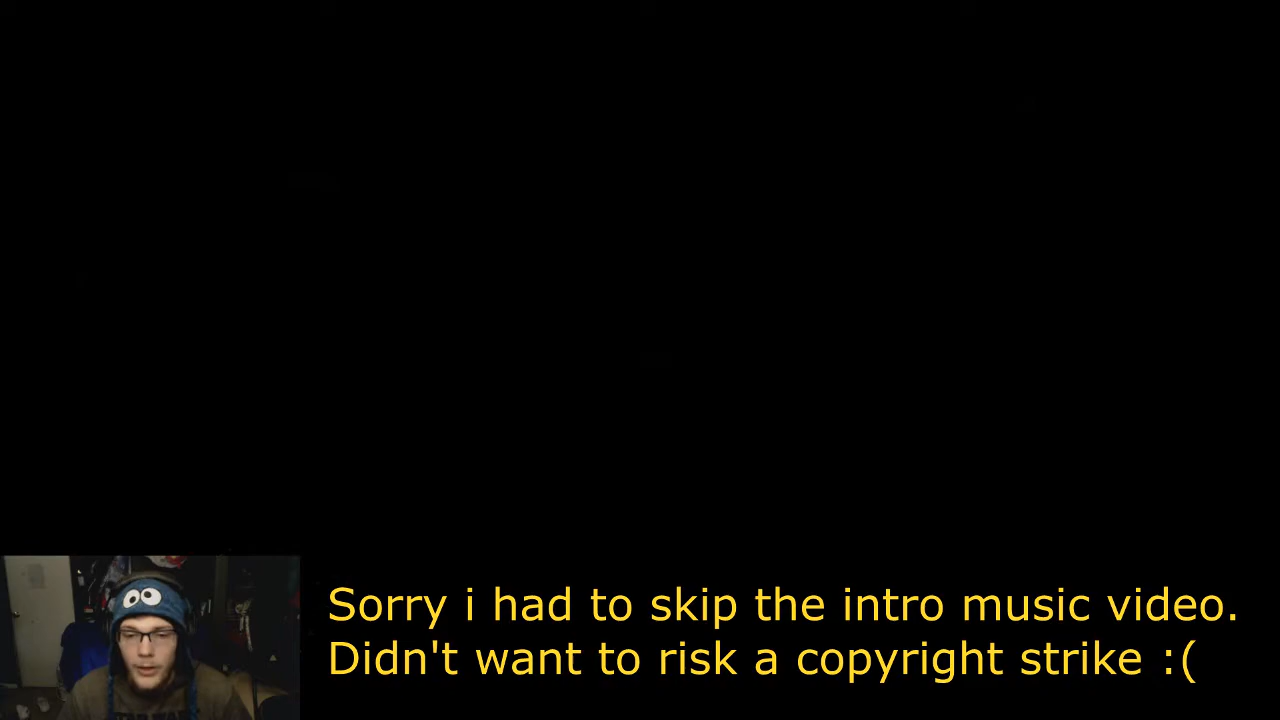 Sorry i had to skip the intro music video.
Didn't want to risk a copyright strike :(